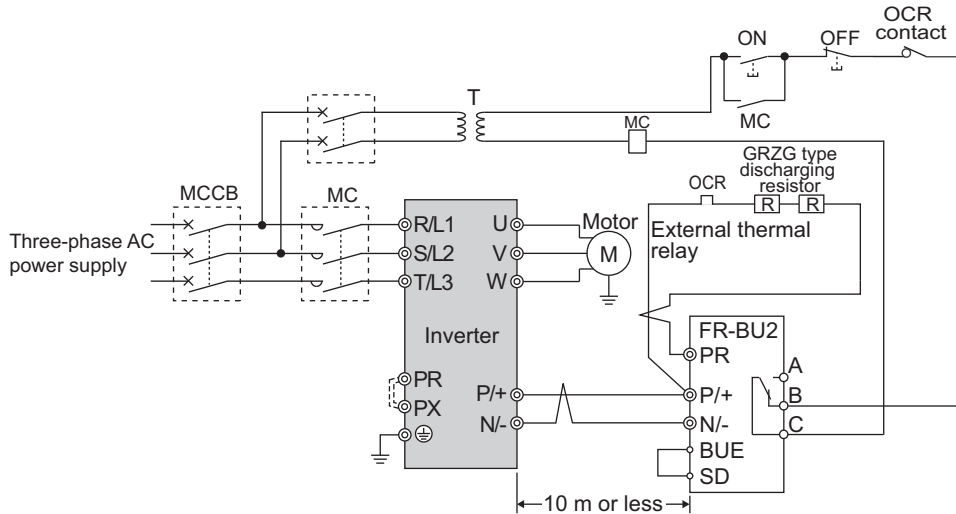 OCR
contact
ON
OFF
T
MC
MC
GRZG type
discharging
resistor
OCR
R
R
External thermal
relay
MCCB
MC
Three-phase AC
power supply
R/L1
S/L2
T/L3
U
V
W
Motor
M
Inverter
PR
PX
P/+
N/-
FR-BU2
PR
P/+
N/-
BUE
SD
A
B
C
10 m or less